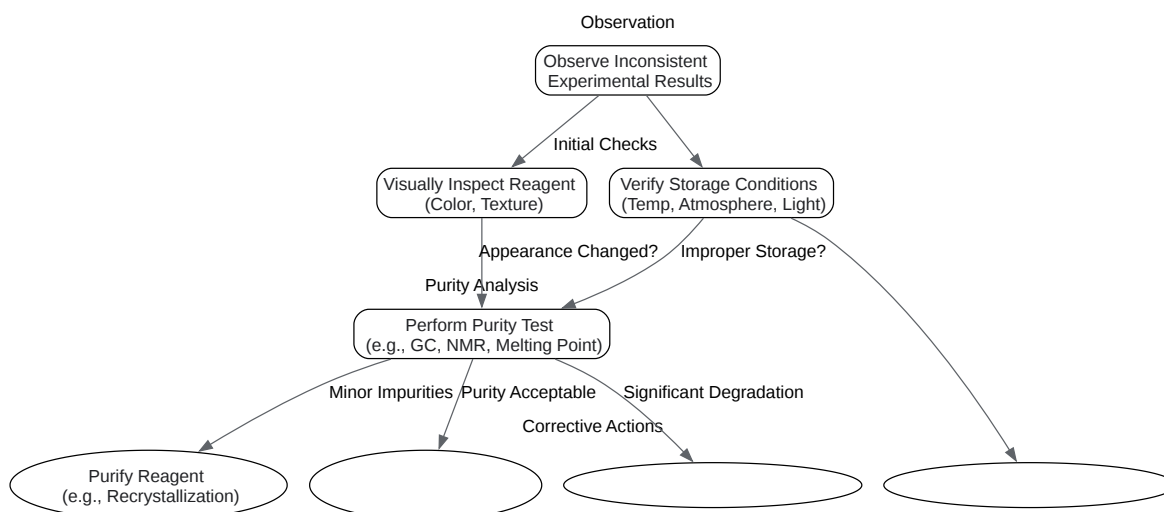 Observation
Observe Inconsistent
Experimental Results
Initial Checks
Visually Inspect Reagent
(Color, Texture)
Verify Storage Conditions
(Temp, Atmosphere, Light)
Appearance Changed?
Improper Storage?
Purity Analysis
Perform Purity Test
(e.g., GC, NMR, Melting Point)
Minor Impurities
Purity Acceptable
Significant Degradation
Corrective Actions
Purify Reagent
(e.g., Recrystallization)